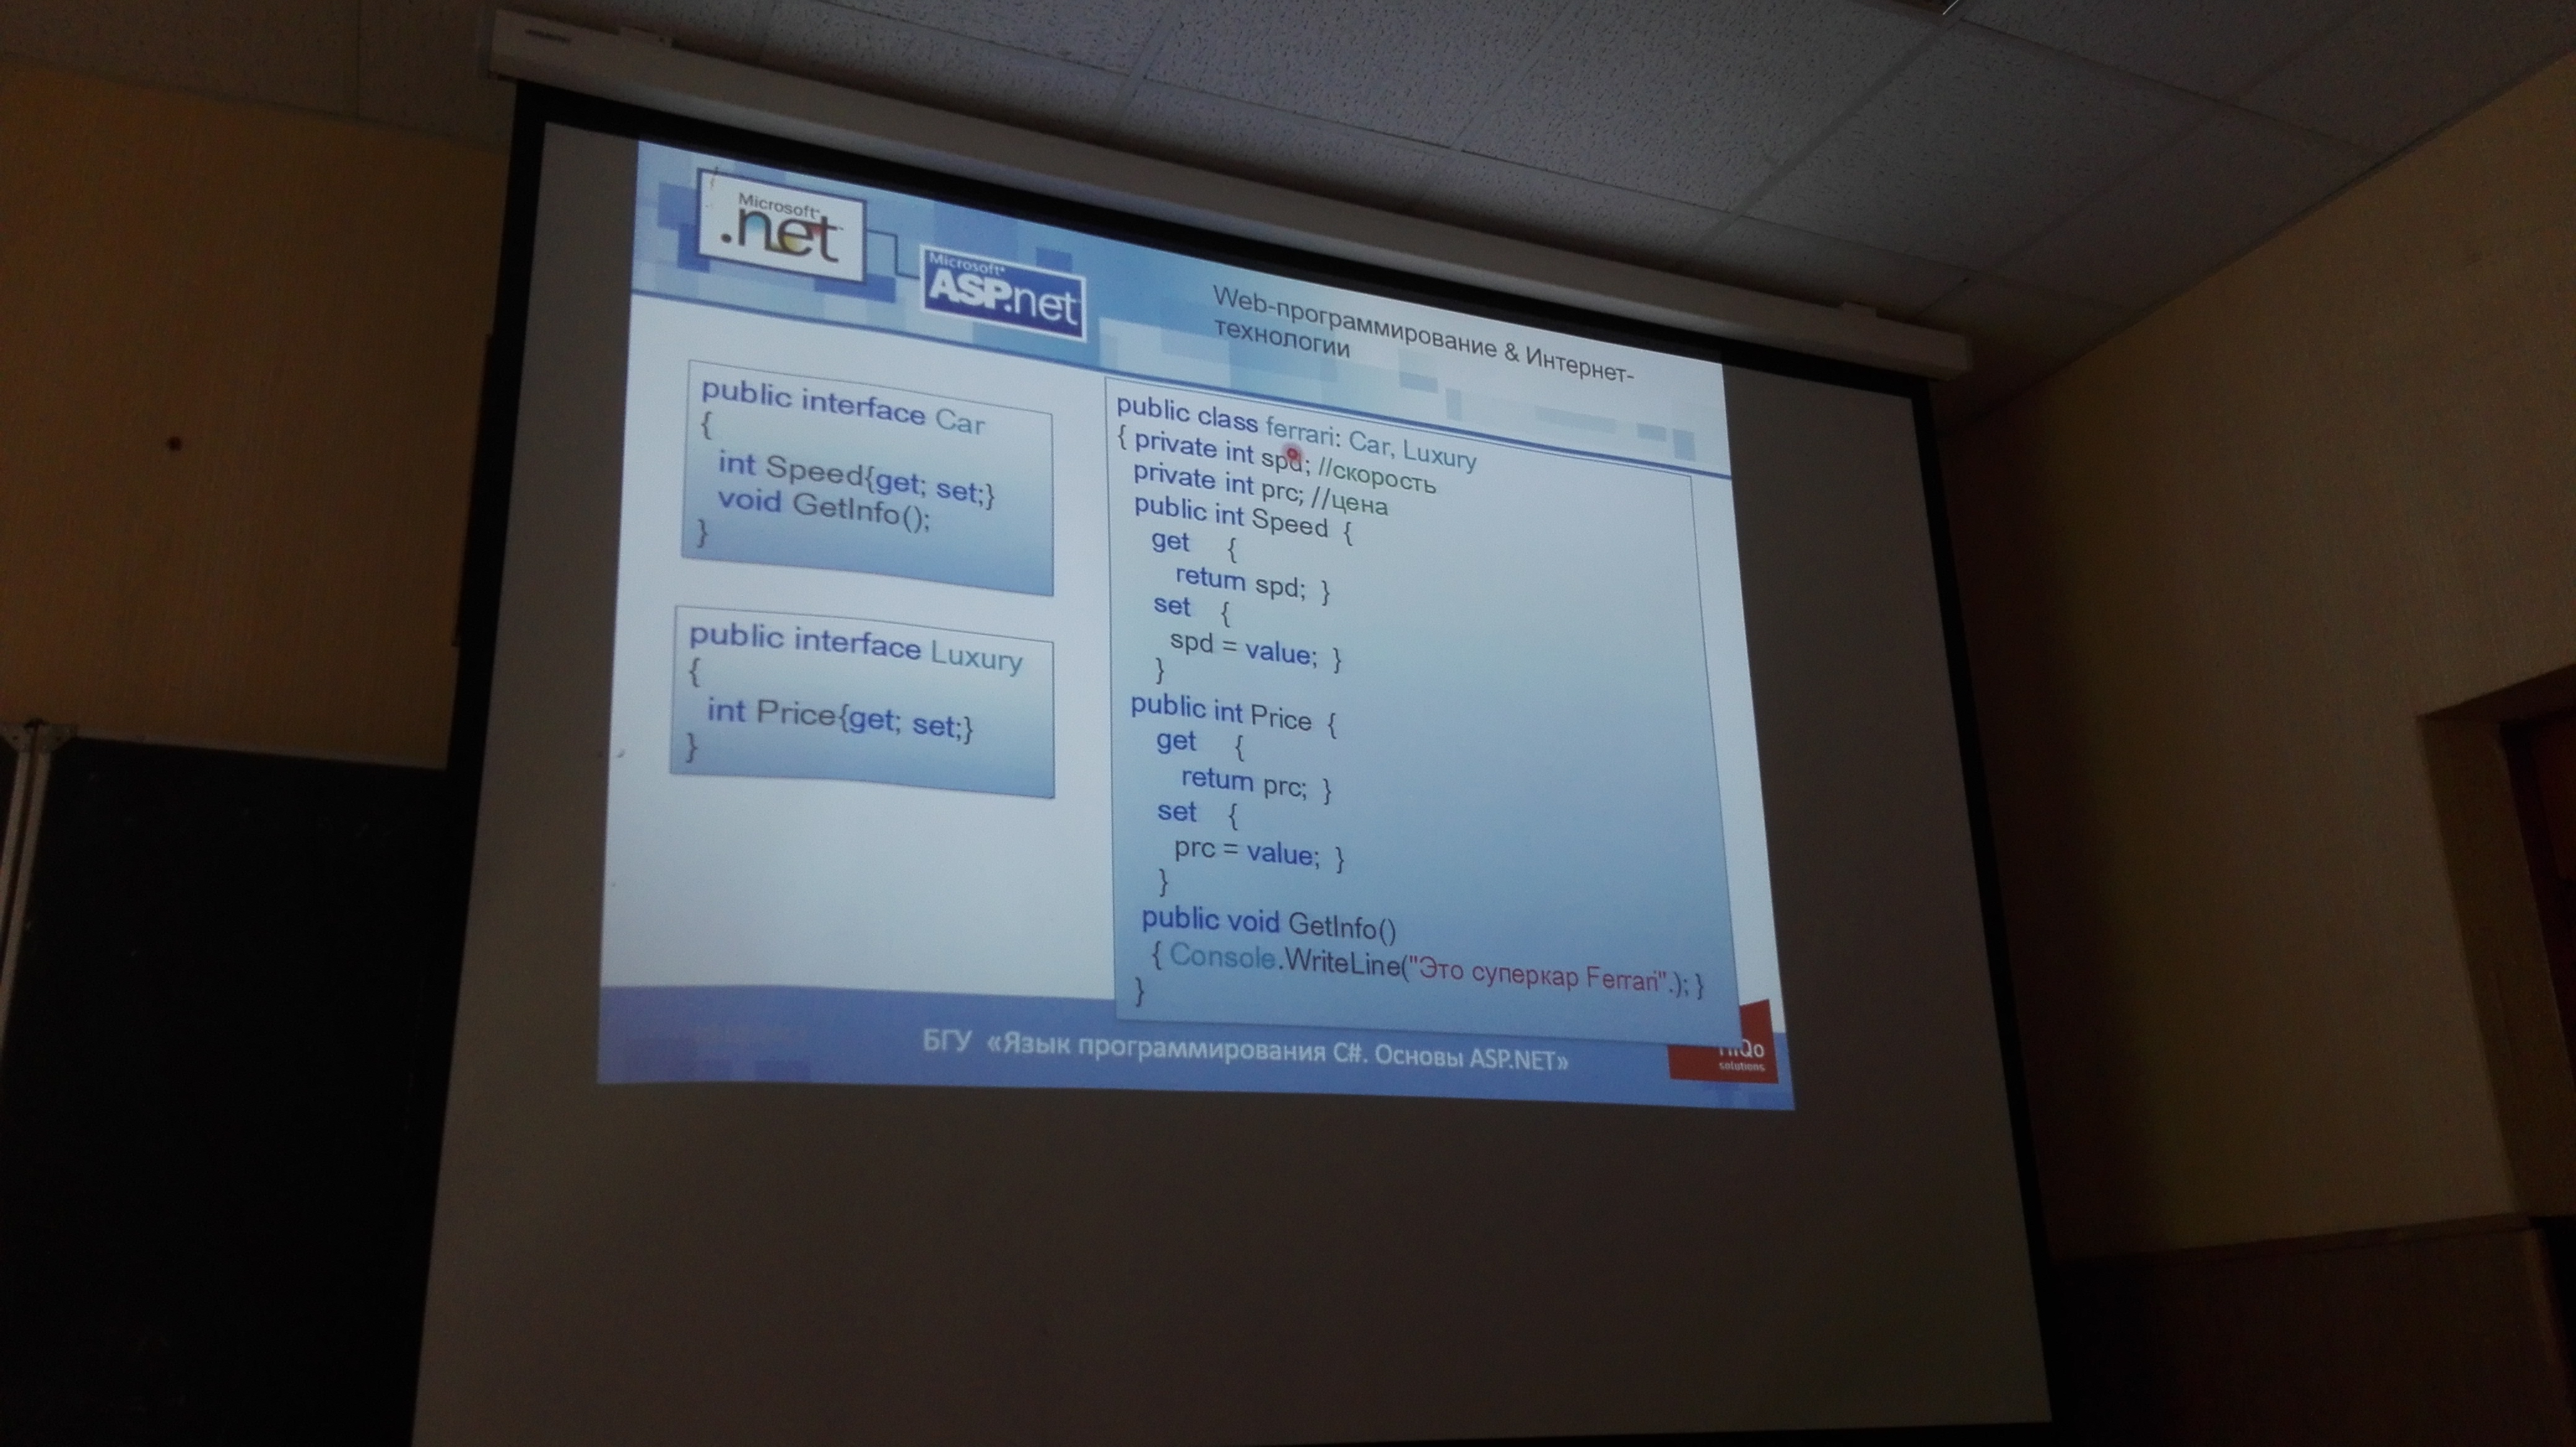 Microsoft
.net
Microsoft
ASP.net
Web-программирование & Интернет-
технологии
public interface Car
{
int Speed{get; set;}
void GetInfo();
}
public interface Luxury
{
int Price{get; set;}
}
public class ferrari: Car, Luxury
{ private int spd; //скорость
private int prc; //цена
public int Speed {
get {
return spd; }
set {
spd = value; }
}
public int Price {
get {
return prc; }
set {
prc = value; }
}
public void GetInfo()
{ Console.WriteLine("Это суперкар Ferrari".); }
}
БГУ «Язык программирования C#. Основы ASP.NET»
solutions